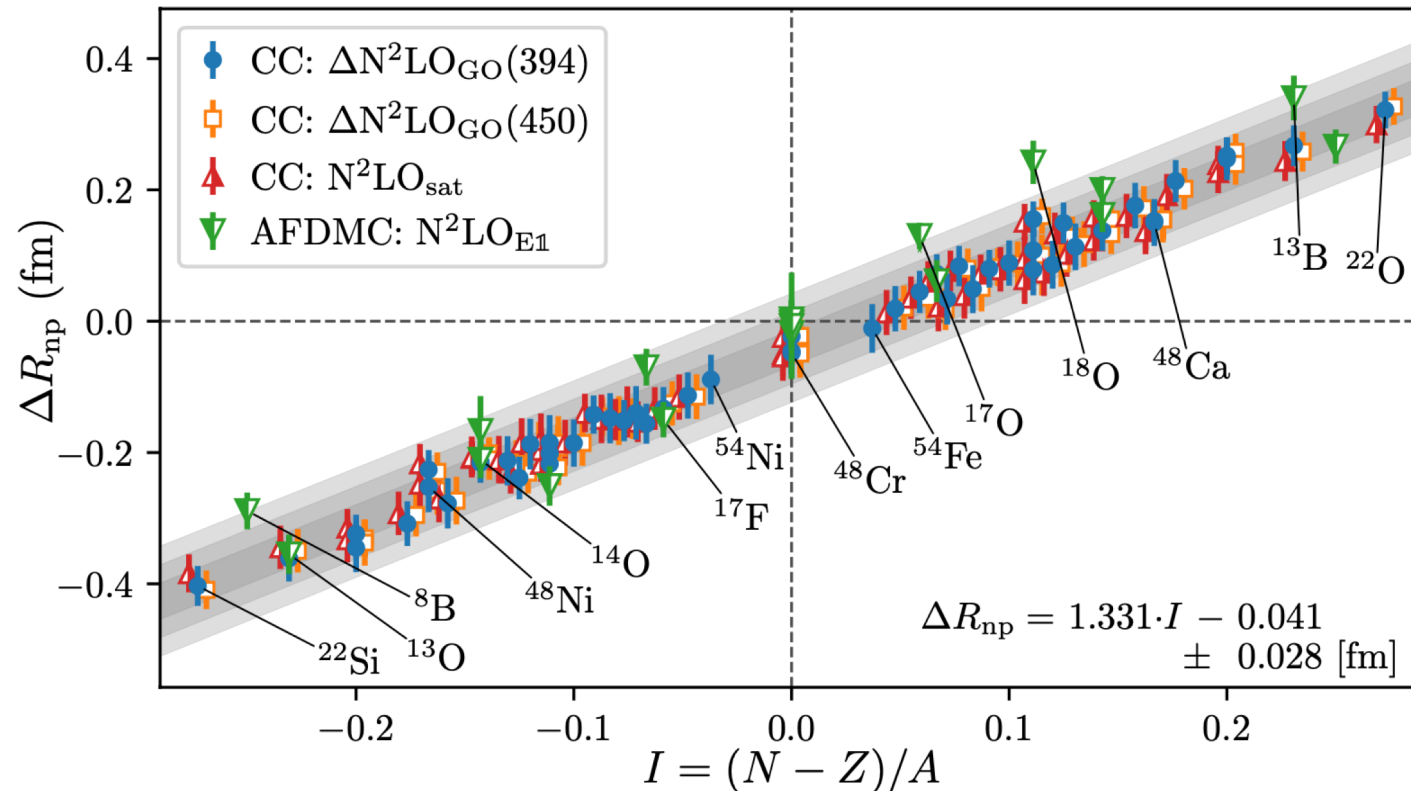 CC: ΔN²LO_GO(394)
CC: ΔN²LO_GO(450)
CC: N²LO_sat
AFDMC: N²LO_E𝟙
0.4
0.2
0.0
−0.2
−0.4
ΔR_np (fm)
¹³B
²²O
¹⁸O
⁴⁸Ca
¹⁷O
⁵⁴Fe
⁵⁴Ni
⁴⁸Cr
¹⁷F
¹⁴O
⁴⁸Ni
⁸B
¹³O
²²Si
ΔR_np = 1.331·I − 0.041
± 0.028 [fm]
−0.2
−0.1
0.0
0.1
0.2
I = (N − Z)/A